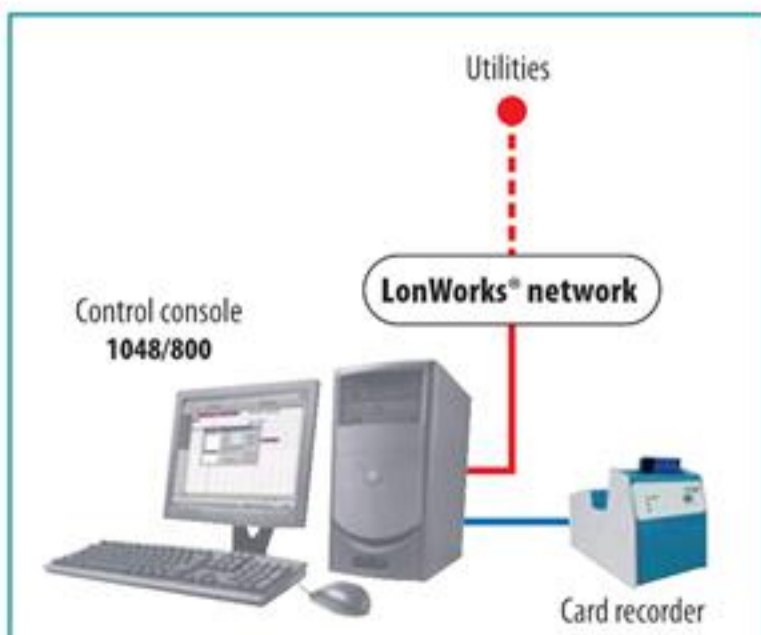 Utilities
LonWorks® network
Control console
1048/800
Card recorder